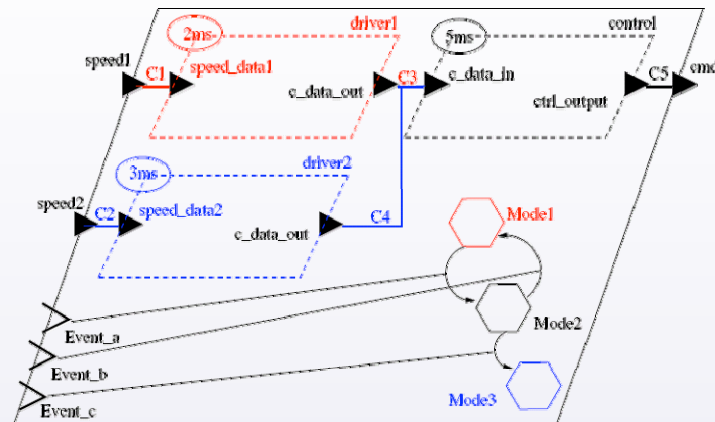 driver1
control
2ms
5ms
speed1
C1
speed_data1
c_data_out
C3
c_data_in
ctrl_output
C5
cmd
driver2
3ms
speed2
C2
speed_data2
c_data_out
C4
Mode1
Mode2
Mode3
Event_a
Event_b
Event_c